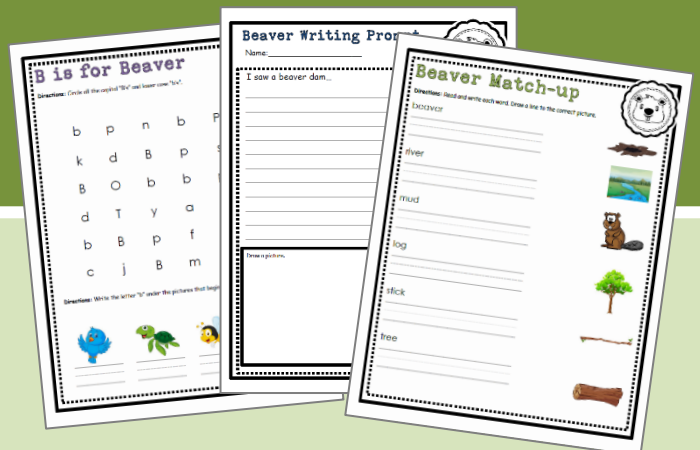 B is for Beaver
Directions: Circle all the capital "B's" and lower case "b's".
b p n b P
k d B p s
B O b b
d T y a
b B p f
c j B m
Directions: Write the letter "b" under the pictures that begin
Beaver Writing Prompt
Name:
I saw a beaver dam...
Draw a picture.
Beaver Match-up
Directions: Read and write each word. Draw a line to the correct picture.
beaver
river
mud
log
stick
tree